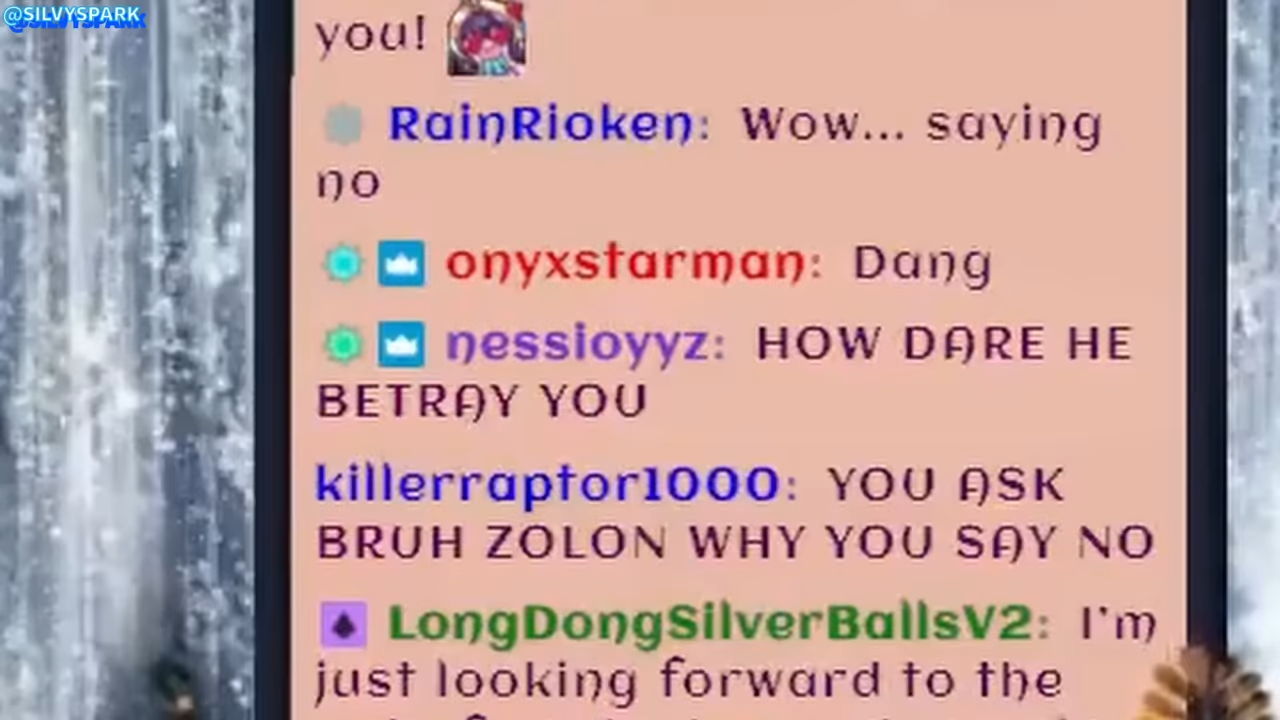 @SILVYSPARK
@SILVYSPARK
you!
RainRioken: Wow... saying
no
onyxstarman: Dang
nessioyyz: HOW DARE HE
BETRAY YOU
killerraptor1000: YOU ASK
BRUH ZOLON WHY YOU SAY NO
LongDongSilverBallsV2: I'm
just looking forward to the